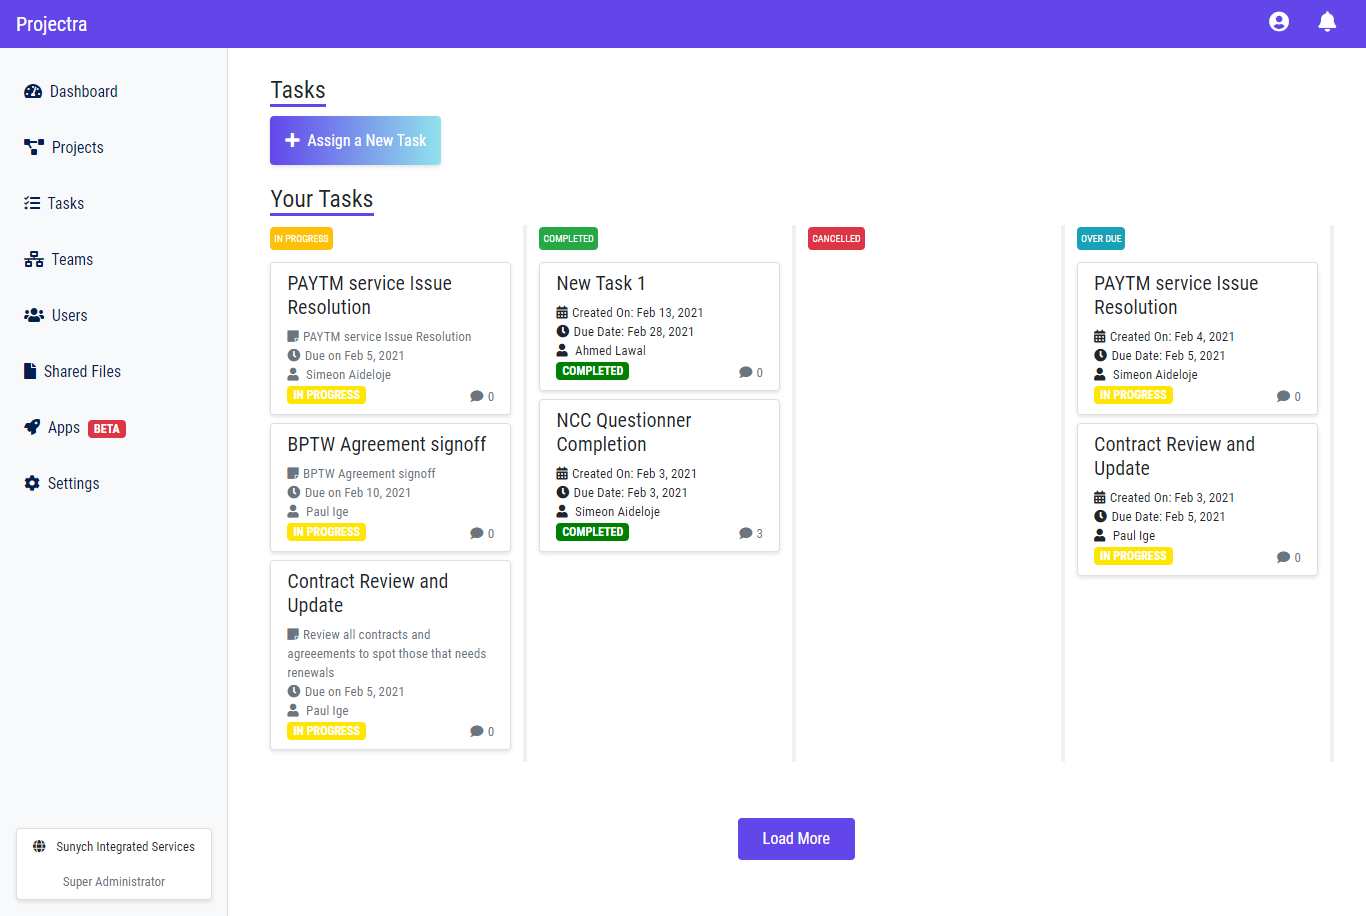 Projectra
Dashboard
Projects
Tasks
Teams
Users
Shared Files
Apps BETA
Settings
Sunych Integrated Services
Super Administrator
Tasks
Assign a New Task
Your Tasks
IN PROGRESS
PAYTM service Issue
Resolution
PAYTM service Issue Resolution
Due on Feb 5, 2021
Simeon Aideloje
IN PROGRESS 0
BPTW Agreement signoff
BPTW Agreement signoff
Due on Feb 10, 2021
Paul Ige
IN PROGRESS 0
Contract Review and
Update
Review all contracts and
agreeements to spot those that needs
renewals
Due on Feb 5, 2021
Paul Ige
IN PROGRESS 0
COMPLETED
New Task 1
Created On: Feb 13, 2021
Due Date: Feb 28, 2021
Ahmed Lawal
COMPLETED 0
NCC Questionner
Completion
Created On: Feb 3, 2021
Due Date: Feb 3, 2021
Simeon Aideloje
COMPLETED 3
CANCELLED
OVER DUE
PAYTM service Issue
Resolution
Created On: Feb 4, 2021
Due Date: Feb 5, 2021
Simeon Aideloje
IN PROGRESS 0
Contract Review and
Update
Created On: Feb 3, 2021
Due Date: Feb 5, 2021
Paul Ige
IN PROGRESS 0
Load More